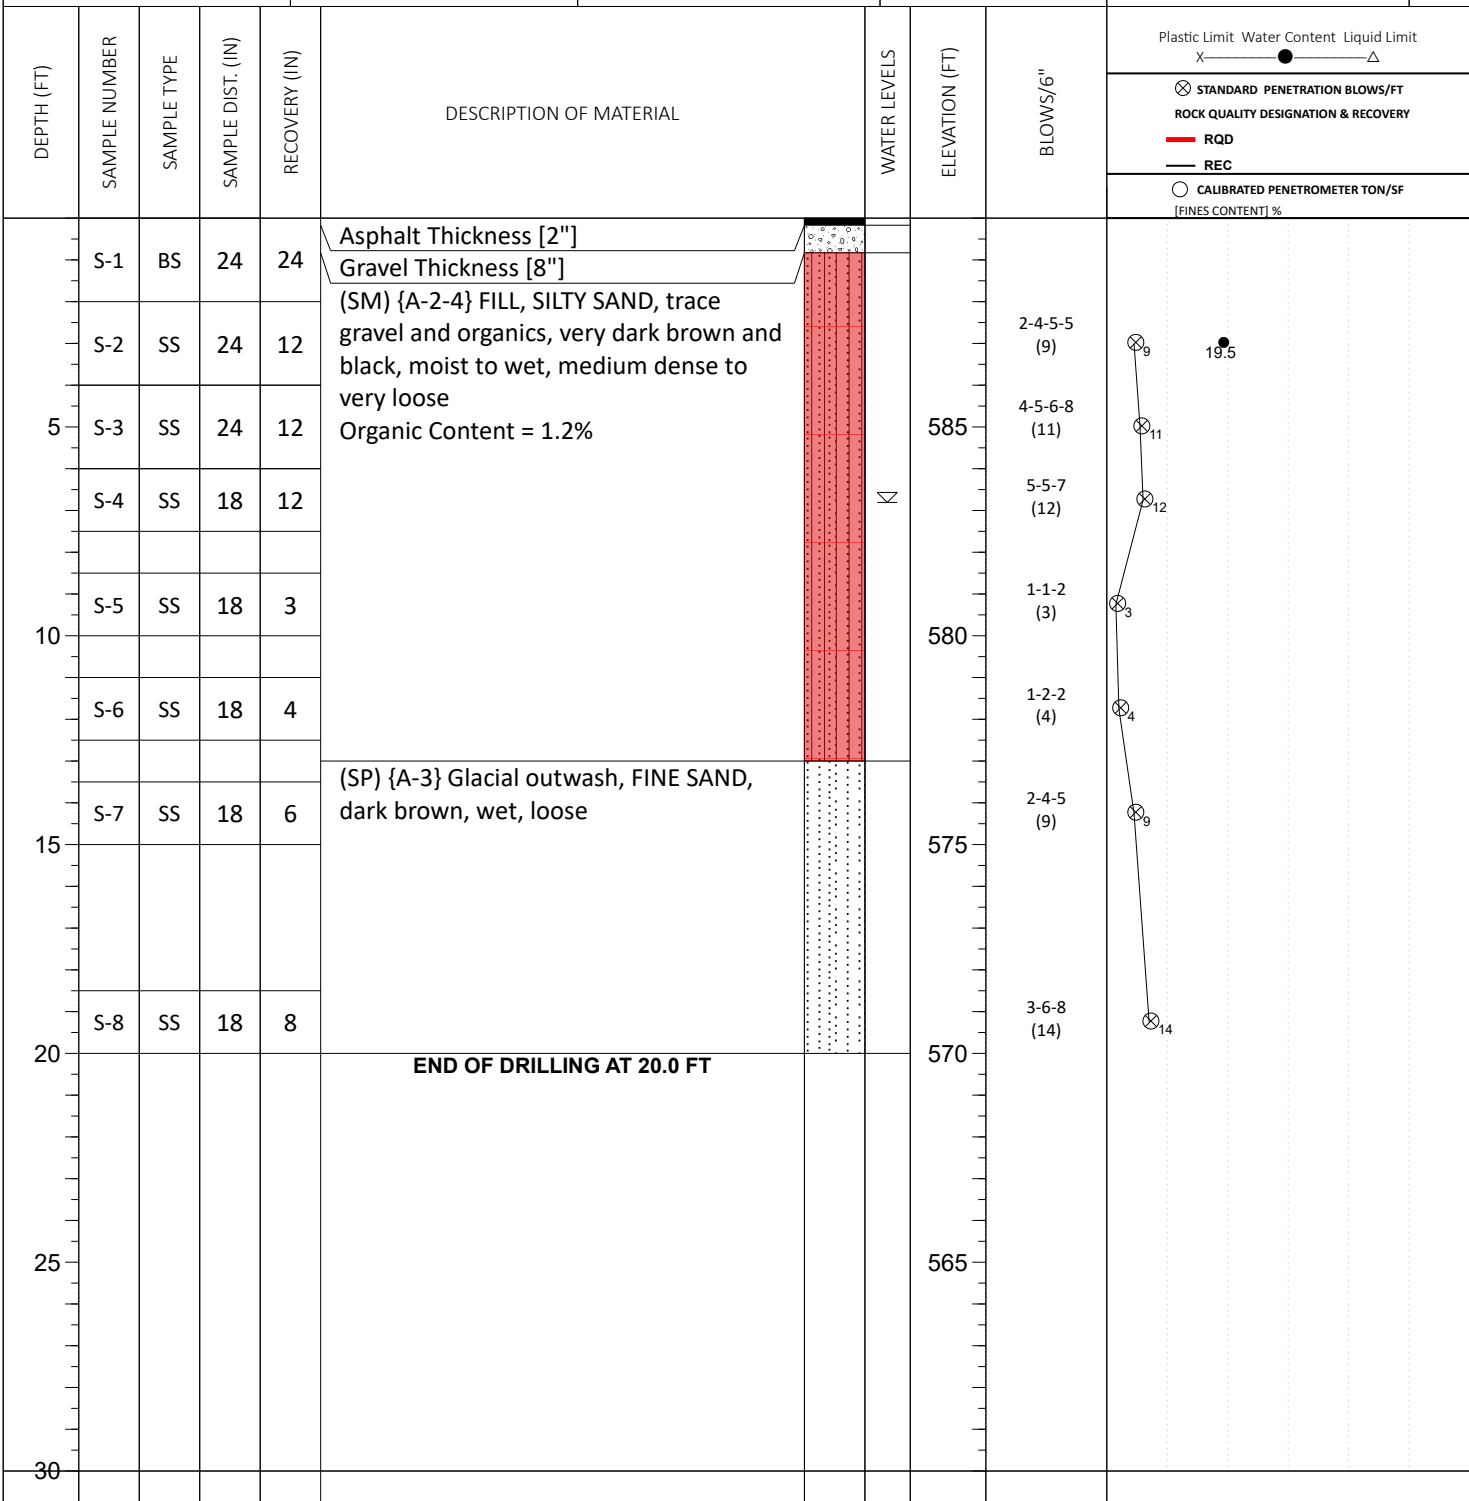 DEPTH (FT)
SAMPLE NUMBER
SAMPLE TYPE
SAMPLE DIST. (IN)
RECOVERY (IN)
DESCRIPTION OF MATERIAL
WATER LEVELS
ELEVATION (FT)
BLOWS/6"
Plastic Limit Water Content Liquid Limit
X
STANDARD PENETRATION BLOWS/FT
ROCK QUALITY DESIGNATION & RECOVERY
RQD
REC
CALIBRATED PENETROMETER TON/SF
[FINES CONTENT] %
Asphalt Thickness [2"]
S-1 BS 24 24
Gravel Thickness [8"]
(SM) {A-2-4} FILL, SILTY SAND, trace
gravel and organics, very dark brown and
black, moist to wet, medium dense to
very loose
Organic Content = 1.2%
S-2 SS 24 12
2-4-5-5
(9)
9
19.5
5 S-3 SS 24 12
585
4-5-6-8
(11)
11
S-4 SS 18 12
5-5-7
(12)
12
S-5 SS 18 3
1-1-2
(3)
3
10
580
S-6 SS 18 4
1-2-2
(4)
4
(SP) {A-3} Glacial outwash, FINE SAND,
dark brown, wet, loose
S-7 SS 18 6
2-4-5
(9)
9
15
575
S-8 SS 18 8
3-6-8
(14)
14
20
570
END OF DRILLING AT 20.0 FT
25
565
30